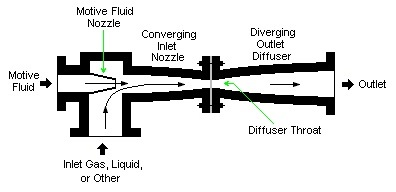 Motive Fluid
Nozzle
Converging
Inlet
Nozzle
Diverging
Outlet
Diffuser
Motive
Fluid
Outlet
Diffuser Throat
Inlet Gas, Liquid,
or Other